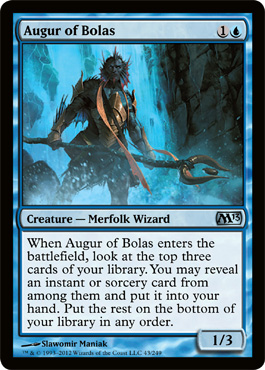 Augur of Bolas 1
Creature — Merfolk Wizard M13
When Augur of Bolas enters the
battlefield, look at the top three
cards of your library. You may reveal
an instant or sorcery card from
among them and put it into your
hand. Put the rest on the bottom of
your library in any order.
Slawomir Maniak
™ & © 1993–2012 Wizards of the Coast LLC 43/249
1/3